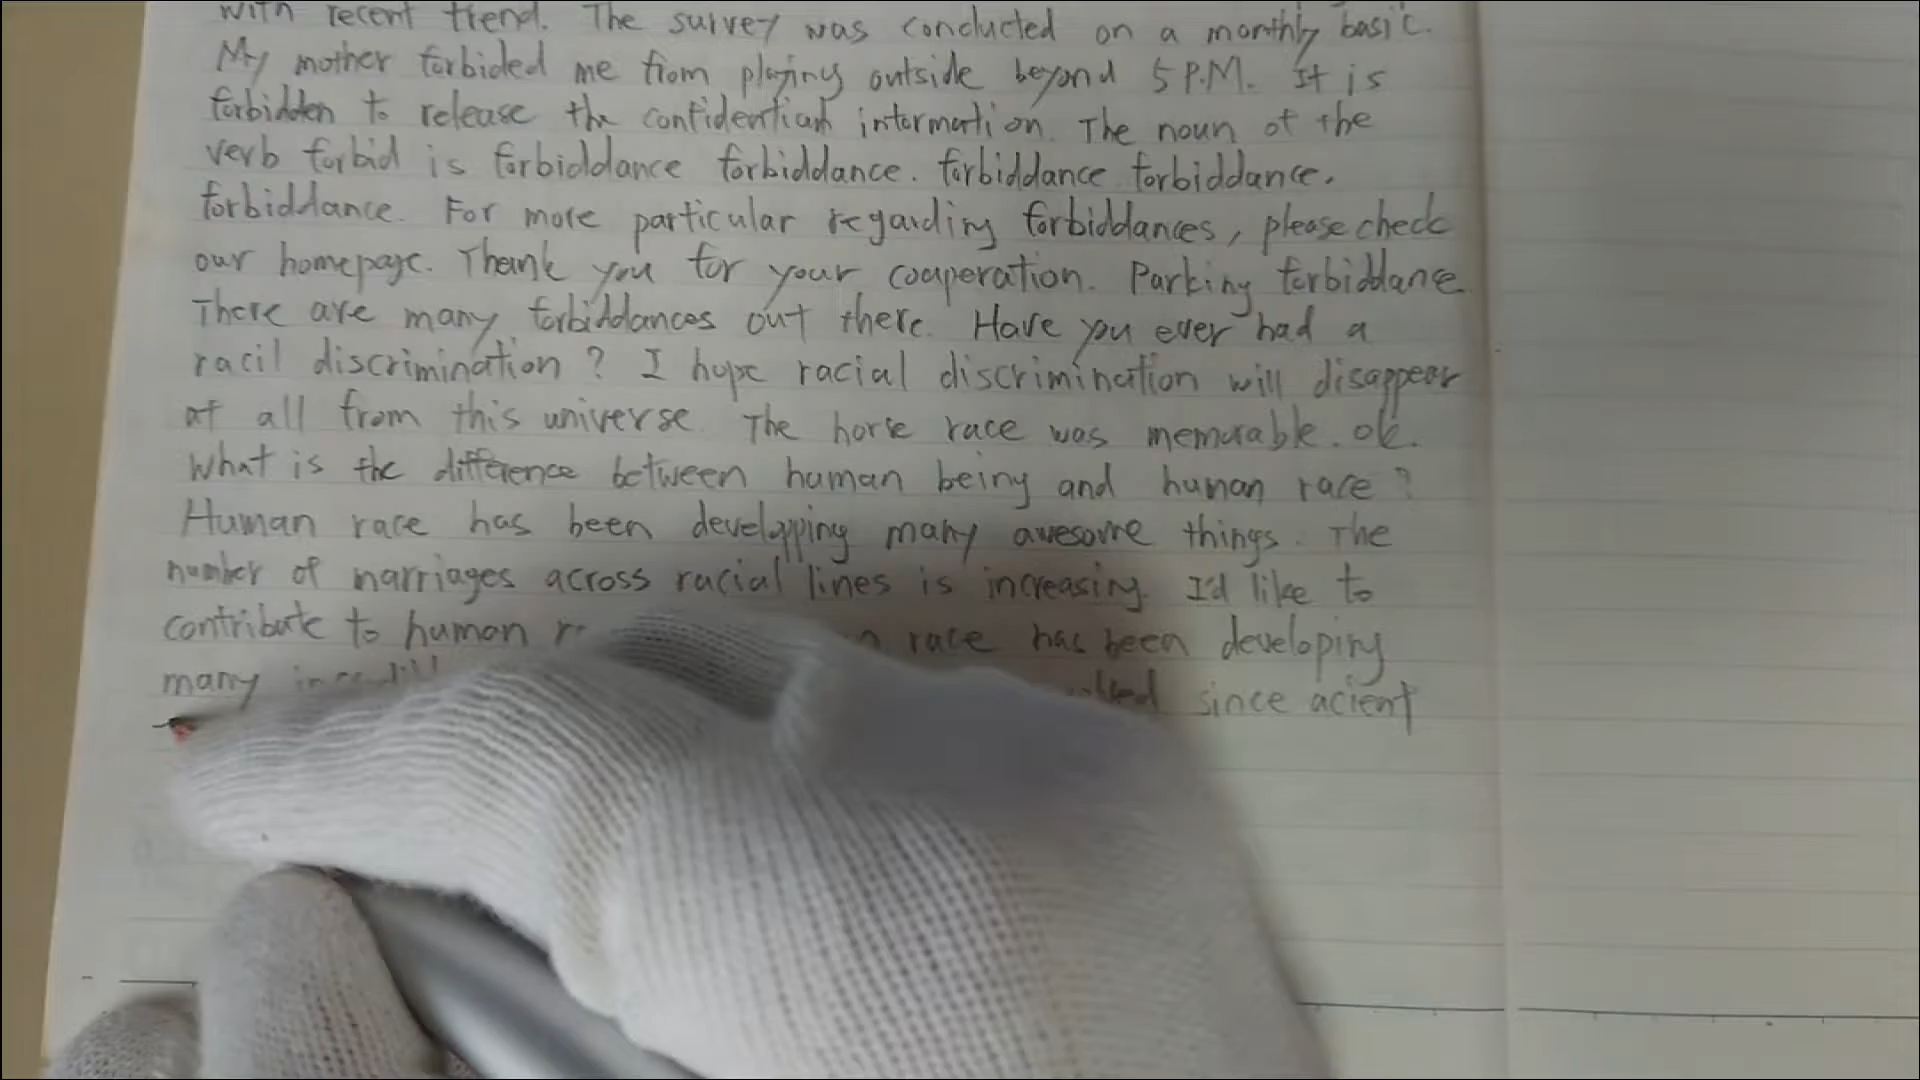 with recent trend. The survey was conducted on a monthly basic.
My mother forbided me from playing outside beyond 5 P.M. It is
forbidden to release the confidential information. The noun of the
verb forbid is forbiddance forbiddance. forbiddance forbiddance.
forbiddance. For more particular regarding forbiddances, please check
our homepage. Thank you for your couperation. Parking forbiddance
There are many forbiddances out there. Have you ever had a
racil discrimination? I hope racial discrimination will disappear
at all from this universe. The horse race was memorable. ok.
What is the difference between human being and human race?
Human race has been developping many awesome things. The
number of marriages across racial lines is increasing. I'd like to
contribute to human race has been developing
many since acient